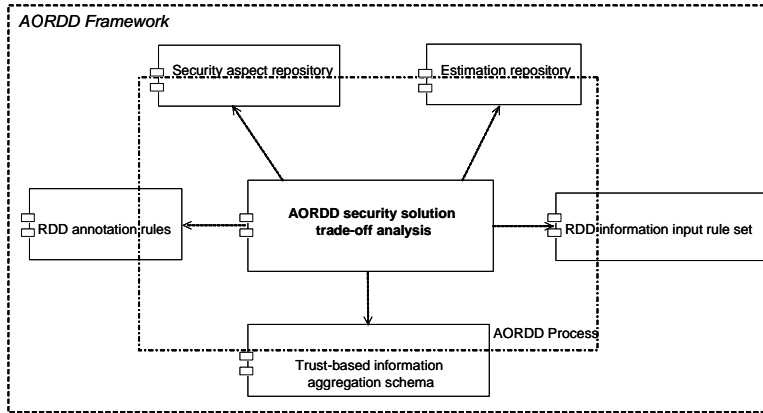 AORDD Framework
Security aspect repository
Estimation repository
AORDD security solution
trade-off analysis
RDD annotation rules
RDD information input rule set
AORDD Process
Trust-based information
aggregation schema